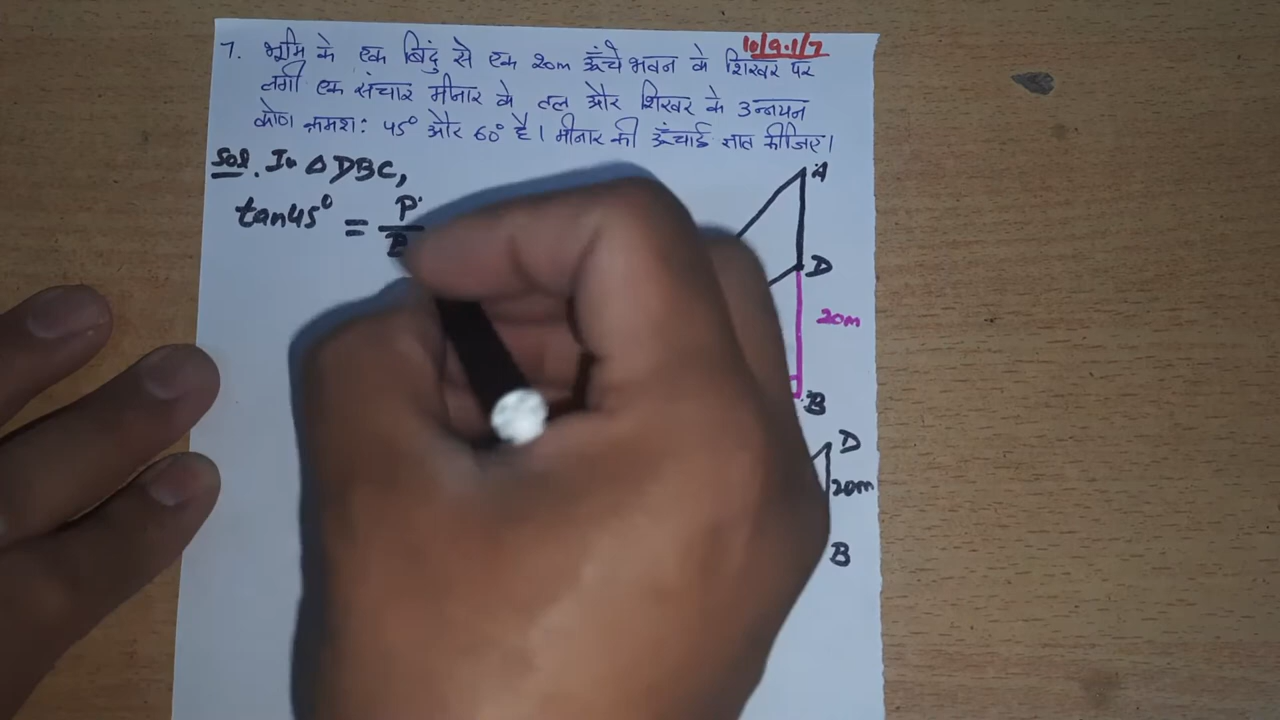 10/9.1/7
7. भूमि के एक बिंदु से एक 20m ऊँचे भवन के शिखर पर
लगी एक संचार मीनार के तल और शिखर के उन्नयन
कोण क्रमश: 45° और 60° है। मीनार की ऊँचाई ज्ञात कीजिए।
Sol. In △DBC,
tan45° = P
B
A
D
20m
B
D
20m
B